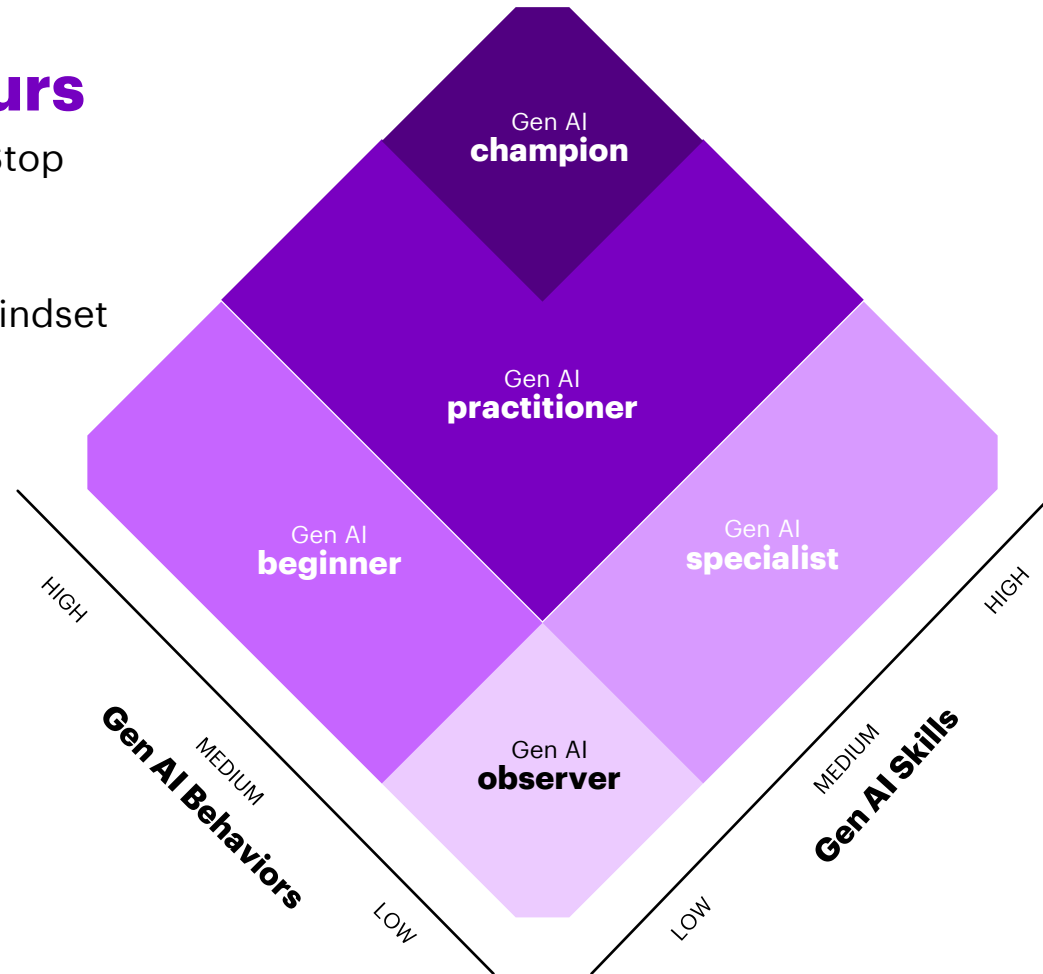 urs
Stop
indset
Gen AI
champion
Gen AI
practitioner
Gen AI
beginner
Gen AI
specialist
Gen AI
observer
HIGH
MEDIUM
LOW
Gen AI Behaviors
LOW
MEDIUM
HIGH
Gen AI Skills